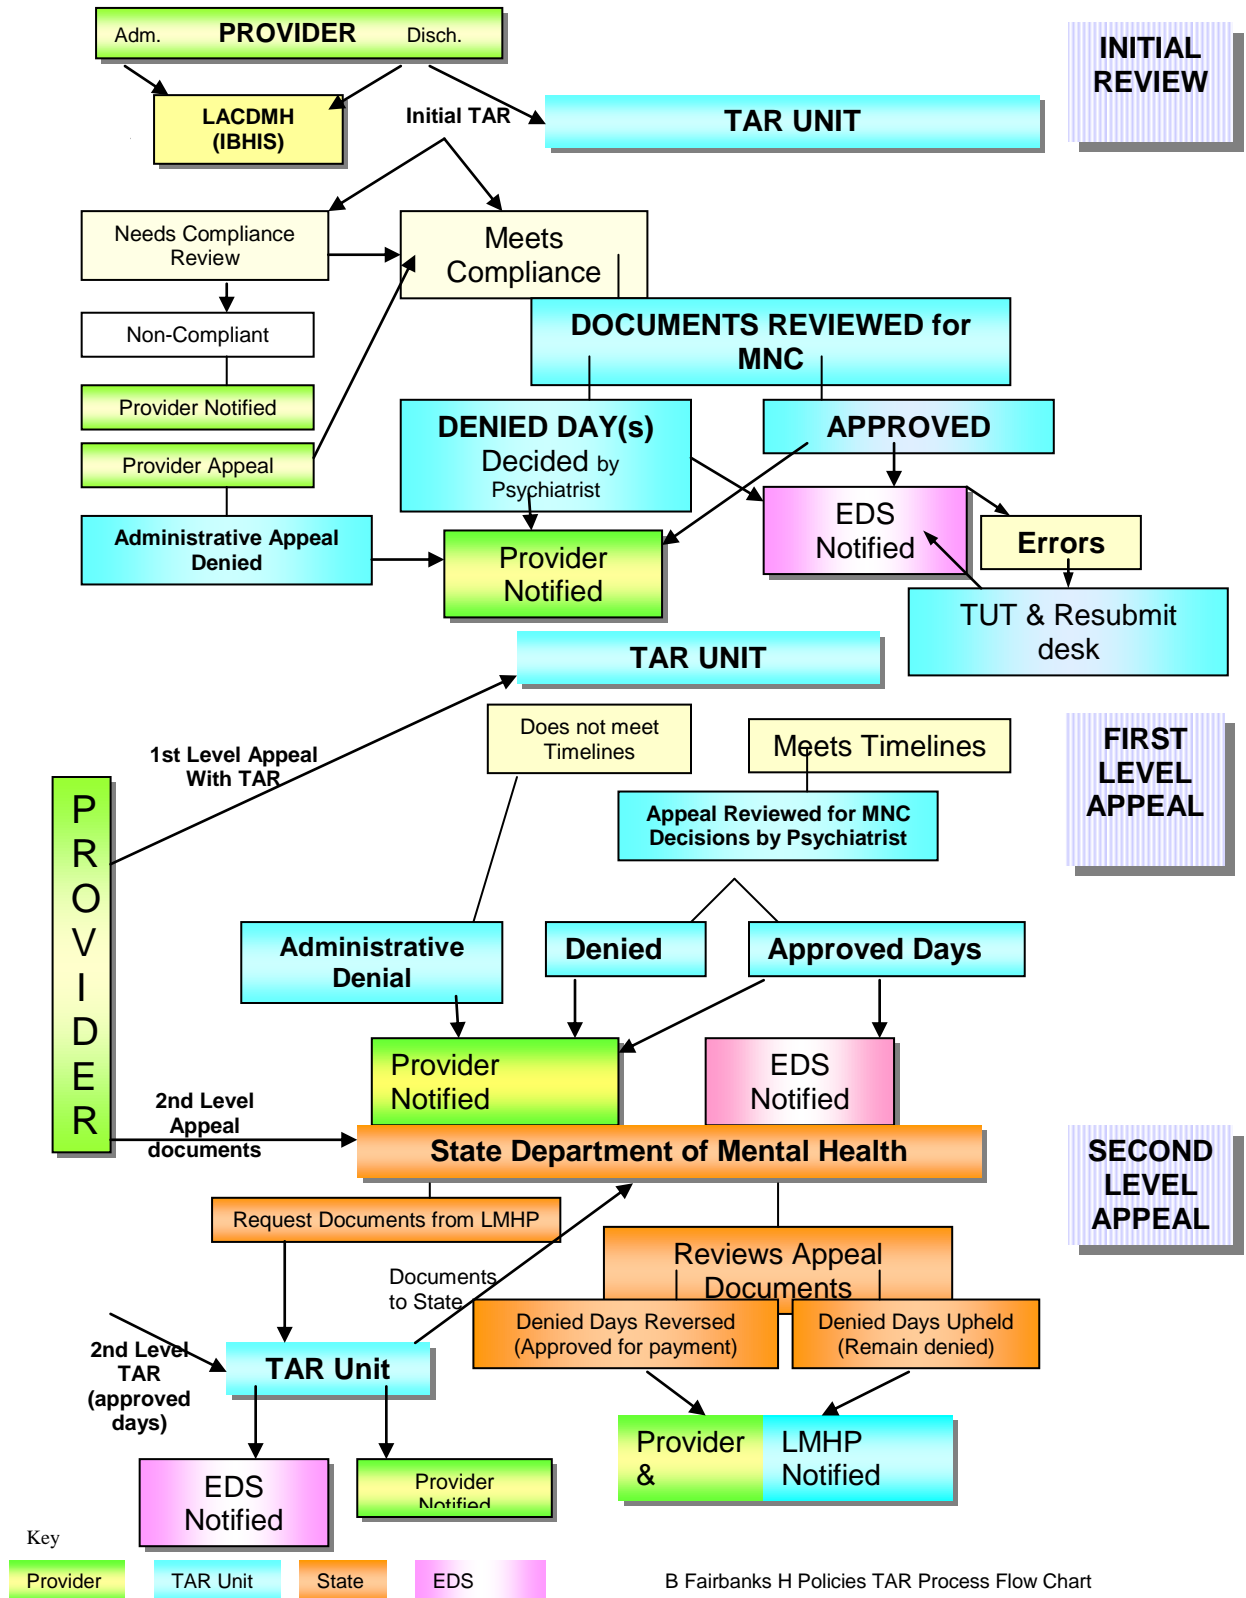 Adm. PROVIDER Disch.
INITIAL
REVIEW
LACDMH
(IBHIS)
Initial TAR
TAR UNIT
Needs Compliance
Review
Meets
Compliance
Non-Compliant
DOCUMENTS REVIEWED for
MNC
Provider Notified
Provider Appeal
DENIED DAY(s)
Decided by
Psychiatrist
APPROVED
Administrative Appeal
Denied
Provider
Notified
EDS
Notified
Errors
TUT & Resubmit
desk
TAR UNIT
Does not meet
Timelines
Meets Timelines
FIRST
LEVEL
APPEAL
1st Level Appeal
With TAR
PROVIDER
Appeal Reviewed for MNC
Decisions by Psychiatrist
Administrative
Denial
Denied
Approved Days
Provider
Notified
EDS
Notified
2nd Level
Appeal
documents
State Department of Mental Health
SECOND
LEVEL
APPEAL
Request Documents from LMHP
Reviews Appeal
Documents
Documents
to State
Denied Days Reversed
(Approved for payment)
Denied Days Upheld
(Remain denied)
2nd Level
TAR
(approved
days)
TAR Unit
Provider
&
LMHP
Notified
EDS
Notified
Provider
Notified
Key
Provider
TAR Unit
State
EDS
B Fairbanks H Policies TAR Process Flow Chart